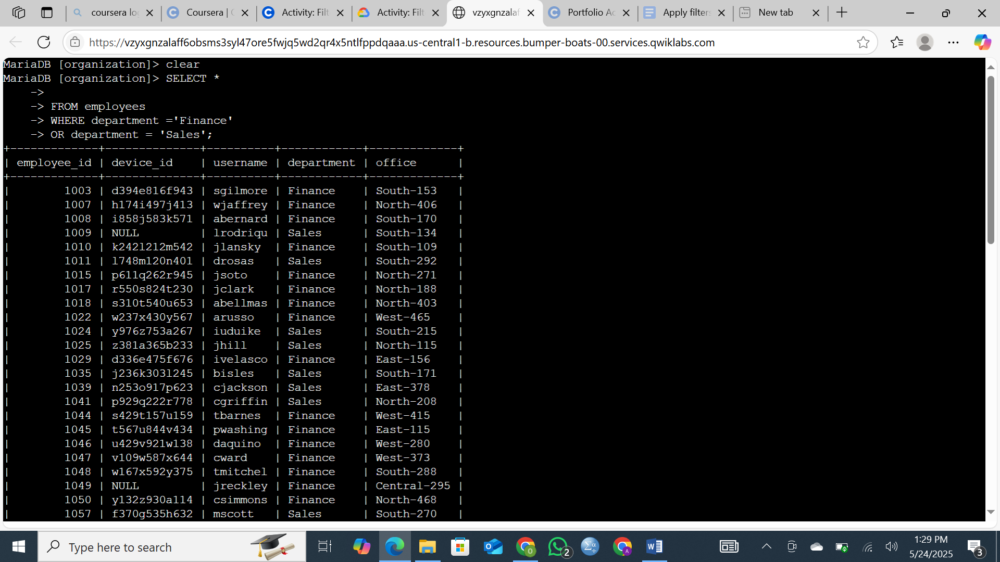 coursera lo
Coursera | C
Activity: Filt
Activity: Filt
vzyxgnzalaf
Portfolio Ac
Apply filters
New tab
https://vzyxgnzalaff6obsms3syl47ore5fwjq5wd2qr4x5ntlfppdqaaa.us-central1-b.resources.bumper-boats-00.services.qwiklabs.com
MariaDB [organization]> clear
MariaDB [organization]> SELECT *
->
-> FROM employees
-> WHERE department ='Finance'
-> OR department = 'Sales';
+-------------+--------------+----------+------------+-------------+
| employee_id | device_id    | username | department | office      |
+-------------+--------------+----------+------------+-------------+
|        1003 | d394e816f943 | sgilmore | Finance    | South-153   |
|        1007 | h174i497j413 | wjaffrey | Finance    | North-406   |
|        1008 | i858j583k571 | abernard | Finance    | South-170   |
|        1009 | NULL         | lrodriqu | Sales      | South-134   |
|        1010 | k242l212m542 | jlansky  | Finance    | South-109   |
|        1011 | l748m120n401 | drosas   | Sales      | South-292   |
|        1015 | p611q262r945 | jsoto    | Finance    | North-271   |
|        1017 | r550s824t230 | jclark   | Finance    | North-188   |
|        1018 | s310t540u653 | abellmas | Finance    | North-403   |
|        1022 | w237x430y567 | arusso   | Finance    | West-465    |
|        1024 | y976z753a267 | iuduike  | Sales      | South-215   |
|        1025 | z381a365b233 | jhill    | Sales      | North-115   |
|        1029 | d336e475f676 | ivelasco | Finance    | East-156    |
|        1035 | j236k303l245 | bisles   | Sales      | South-171   |
|        1039 | n253o917p623 | cjackson | Sales      | East-378    |
|        1041 | p929q222r778 | cgriffin | Sales      | North-208   |
|        1044 | s429t157u159 | tbarnes  | Finance    | West-415    |
|        1045 | t567u844v434 | pwashing | Finance    | East-115    |
|        1046 | u429v921w138 | daquino  | Finance    | West-280    |
|        1047 | v109w587x644 | cward    | Finance    | West-373    |
|        1048 | w167x592y375 | tmitchel | Finance    | South-288   |
|        1049 | NULL         | jreckley | Finance    | Central-295 |
|        1050 | y132z930a114 | csimmons | Finance    | North-468   |
|        1057 | f370g535h632 | mscott   | Sales      | South-270   |
Type here to search
2
1:29 PM
5/24/2025
3